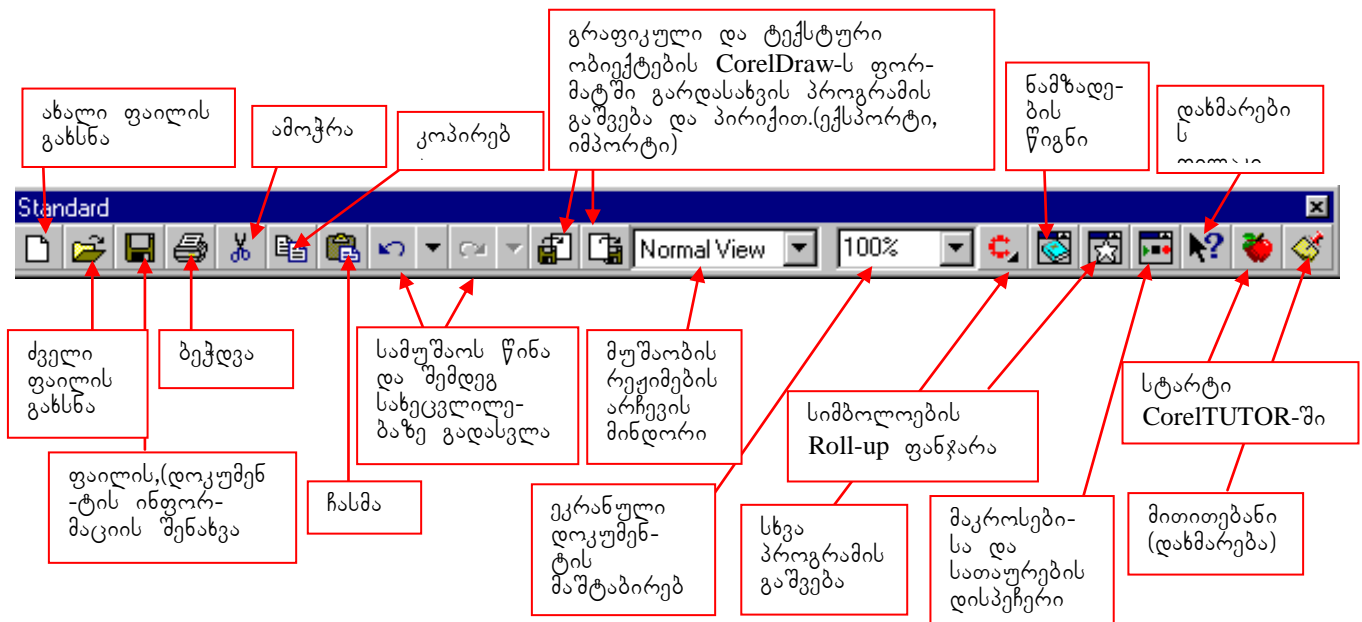 გრაფიკული და ტექსტური
ობიექტების CorelDraw-ს ფორ-
მატში გარდასახვის პროგრამის
გაშვება და პირიქით.(ექსპორტი,
იმპორტი)
ნამზადე-
ბის
წიგნი
ახალი ფაილის
გახსნა
ამოჭრა
კოპირებ
დახმარები
ს
Standard
Normal View
100%
ძველი
ფაილის
გახსნა
ბეჭდვა
სამუშაოს წინა
და შემდეგ
სახეცვლილე-
ბაზე გადასვლა
მუშაობის
რეჟიმების
არჩევის
მინდორი
სიმბოლოების
Roll-up ფანჯარა
სტარტი
CorelTUTOR-ში
ფაილის,(დოკუმენ
-ტის ინფორ-
მაციის შენახვა
ჩასმა
ეკრანული
დოკუმენ-
ტის
მაშტაბირებ
სხვა
პროგრამის
გაშვება
მაკროსები-
სა და
სათაურების
დისპეჩერი
მითითებანი
(დახმარება)